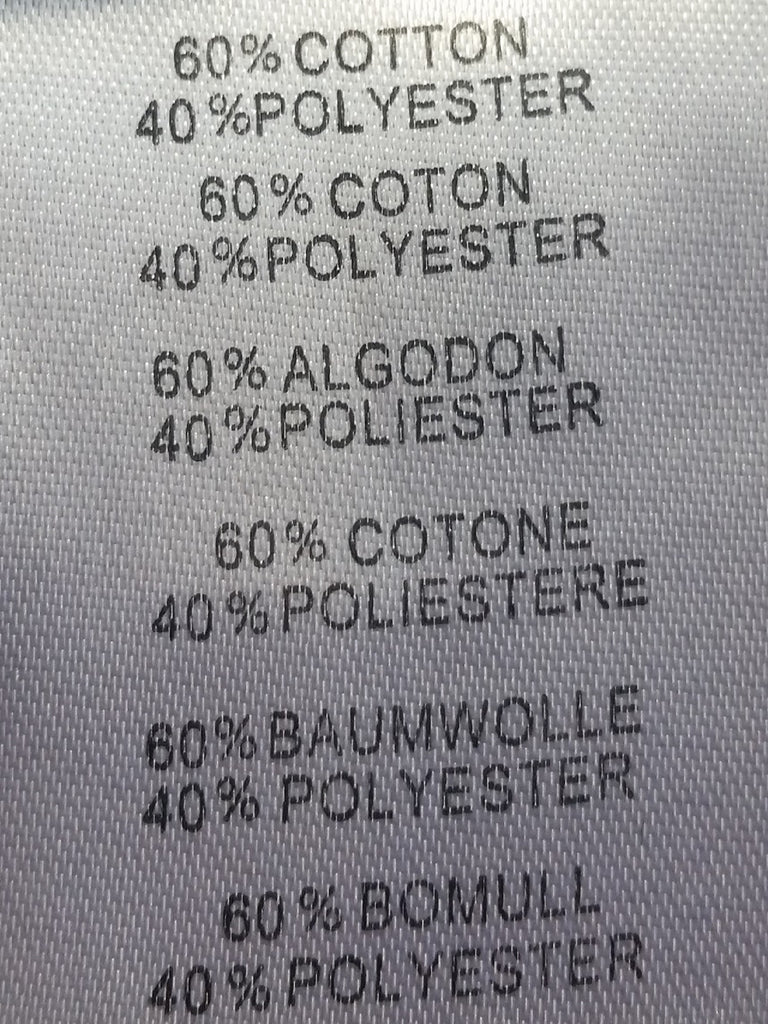 60% COTTON
40% POLYESTER
60% COTON
40% POLYESTER
60% ALGODON
40% POLIESTER
60% COTONE
40% POLIESTERE
60% BAUMWOLLE
40% POLYESTER
60% BOMULL
40% POLYESTER